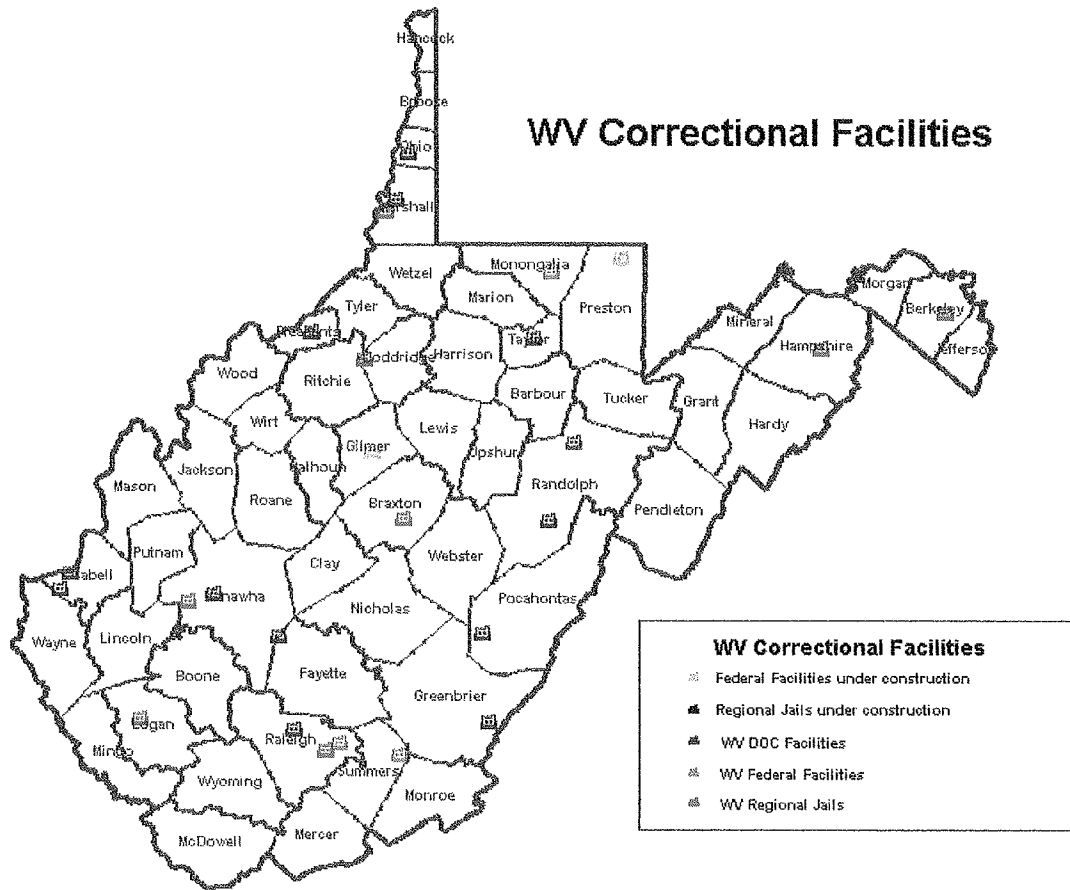 Hancock
Brooke
WV Correctional Facilities
Ohio
Marshall
Wetzel
Monongalia
Marion
Preston
Tyler
Pleasants
Taylor
Doddridge
Harrison
Wood
Ritchie
Morgan
Berkeley
Jefferson
Mineral
Hampshire
Barbour
Tucker
Grant
Hardy
Wirt
Lewis
Gilmer
Upshur
Calhoun
Jackson
Mason
Roane
Randolph
Braxton
Pendleton
Putnam
Clay
Webster
Cabell
Kanawha
Pocahontas
Nicholas
Wayne
Lincoln
Boone
Fayette
Greenbrier
Logan
Raleigh
Mingo
Summers
Wyoming
Monroe
McDowell
Mercer
WV Correctional Facilities
Federal Facilities under construction
Regional Jails under construction
WV DOC Facilities
WV Federal Facilities
WV Regional Jails